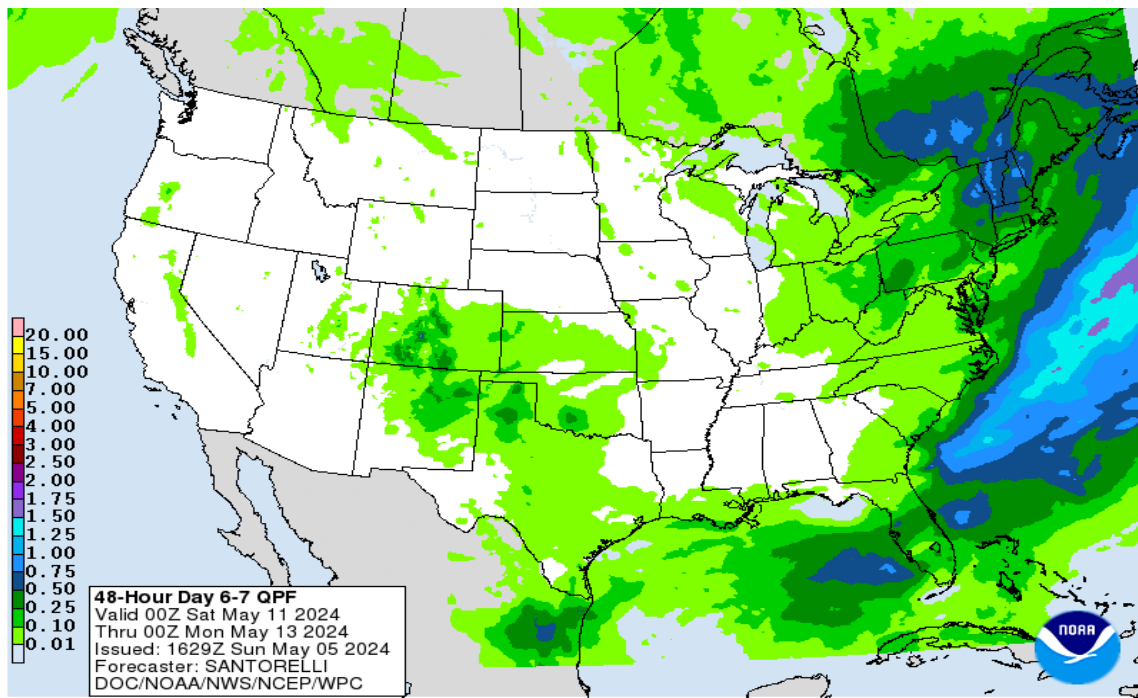 20.00
15.00
10.00
7.00
5.00
4.00
3.00
2.50
2.00
1.75
1.50
1.25
1.00
0.75
0.50
0.25
0.10
0.01
48-Hour Day 6-7 QPF
Valid 00Z Sat May 11 2024
Thru 00Z Mon May 13 2024
Issued: 1629Z Sun May 05 2024
Forecaster: SANTORELLI
DOC/NOAA/NWS/NCEP/WPC
NOAA